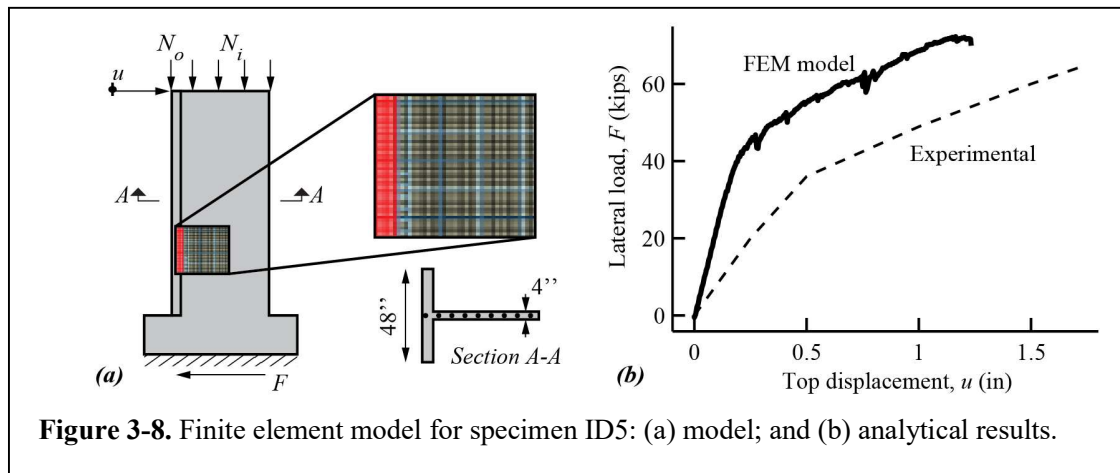 N_o N_i
u
A A
48’’
4’’
Section A-A
(a)
F
FEM model
Experimental
Lateral load, F (kips)
60
40
20
0
0 0.5 1 1.5
Top displacement, u (in)
(b)
Figure 3-8. Finite element model for specimen ID5: (a) model; and (b) analytical results.